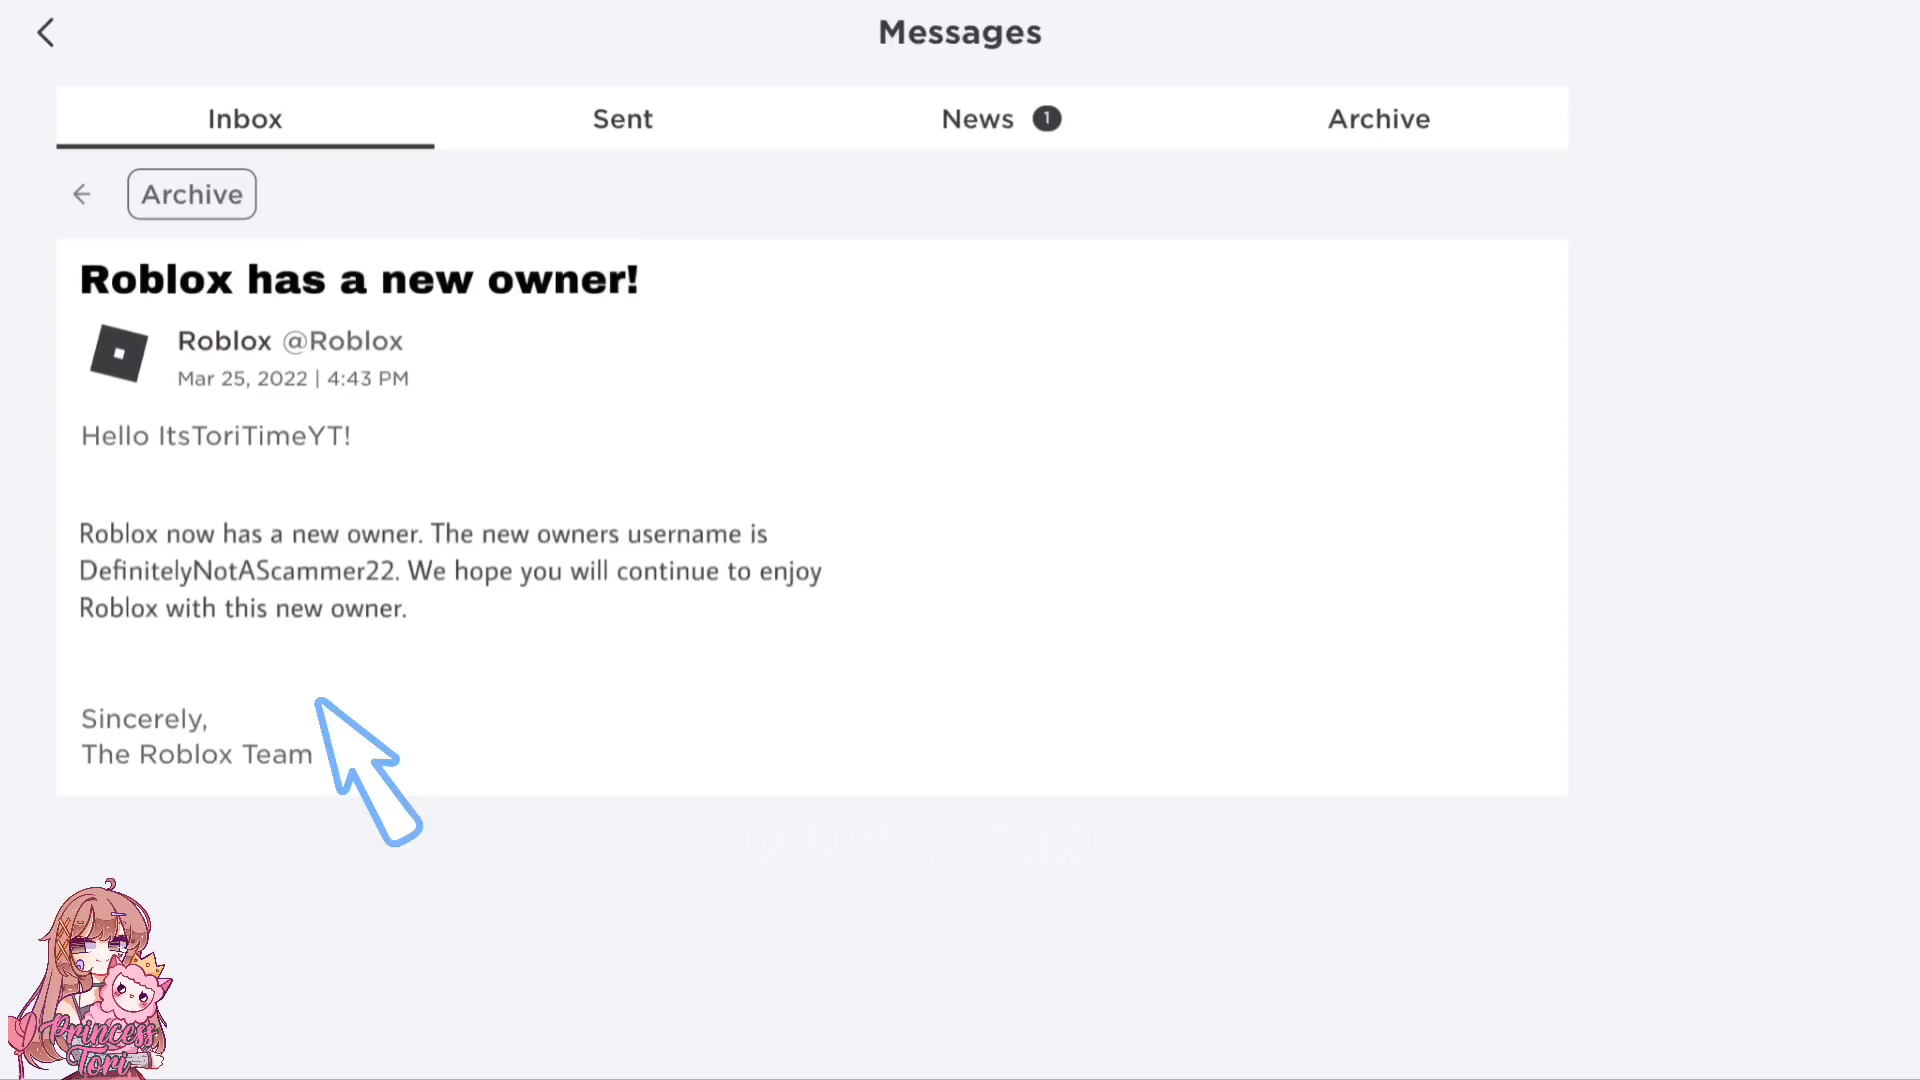 Messages
Inbox
Sent
News 1
Archive
Archive
Roblox has a new owner!
Roblox @Roblox
Mar 25, 2022 | 4:43 PM
Hello ItsToriTimeYT!
Roblox now has a new owner. The new owners username is
DefinitelyNotAScammer22. We hope you will continue to enjoy
Roblox with this new owner.
Sincerely,
The Roblox Team
PRINCESS TORI
Princess
Tori